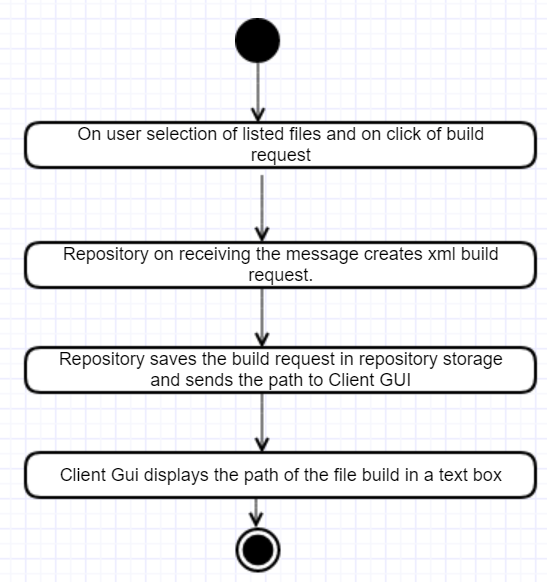 On user selection of listed files and on click of build
request
Repository on receiving the message creates xml build
request.
Repository saves the build request in repository storage
and sends the path to Client GUI
Client Gui displays the path of the file build in a text box